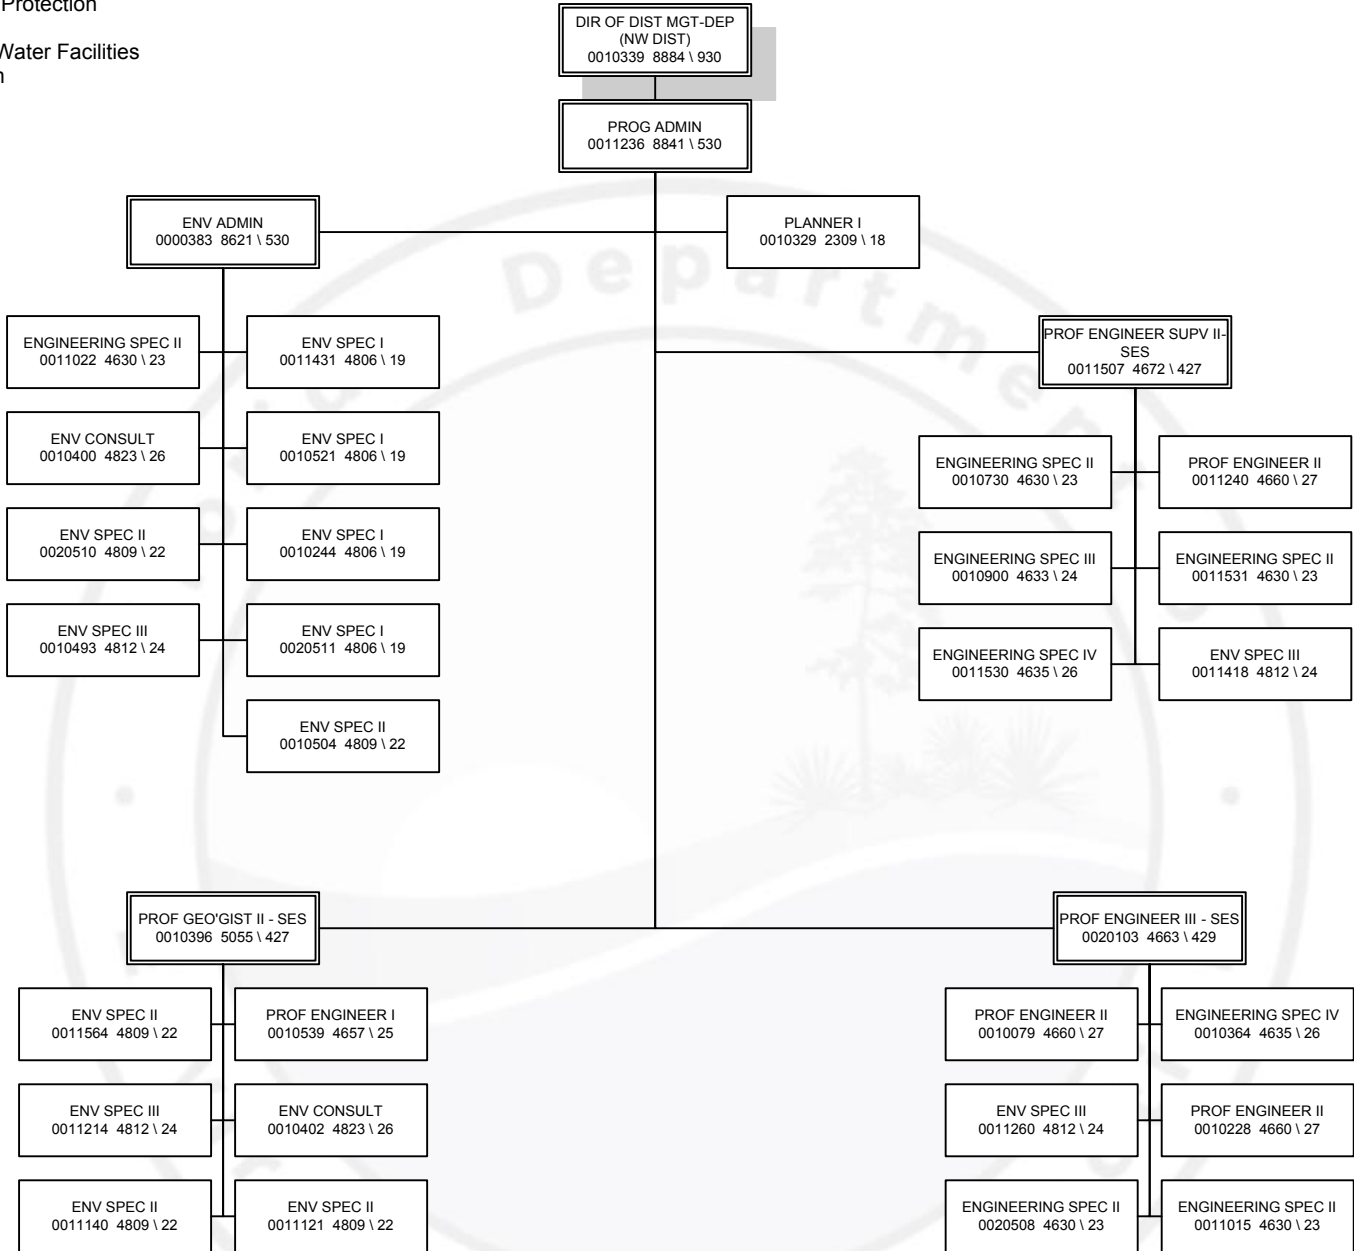 Protection
Water Facilities
n
DIR OF DIST MGT-DEP
(NW DIST)
0010339 8884 \ 930
PROG ADMIN
0011236 8841 \ 530
ENV ADMIN
0000383 8621 \ 530
PLANNER I
0010329 2309 \ 18
ENGINEERING SPEC II
0011022 4630 \ 23
ENV SPEC I
0011431 4806 \ 19
ENV CONSULT
0010400 4823 \ 26
ENV SPEC I
0010521 4806 \ 19
ENV SPEC II
0020510 4809 \ 22
ENV SPEC I
0010244 4806 \ 19
ENV SPEC III
0010493 4812 \ 24
ENV SPEC I
0020511 4806 \ 19
ENV SPEC II
0010504 4809 \ 22
PROF ENGINEER SUPV II-
SES
0011507 4672 \ 427
ENGINEERING SPEC II
0010730 4630 \ 23
PROF ENGINEER II
0011240 4660 \ 27
ENGINEERING SPEC III
0010900 4633 \ 24
ENGINEERING SPEC II
0011531 4630 \ 23
ENGINEERING SPEC IV
0011530 4635 \ 26
ENV SPEC III
0011418 4812 \ 24
PROF GEO'GIST II - SES
0010396 5055 \ 427
ENV SPEC II
0011564 4809 \ 22
PROF ENGINEER I
0010539 4657 \ 25
ENV SPEC III
0011214 4812 \ 24
ENV CONSULT
0010402 4823 \ 26
ENV SPEC II
0011140 4809 \ 22
ENV SPEC II
0011121 4809 \ 22
PROF ENGINEER III - SES
0020103 4663 \ 429
PROF ENGINEER II
0010079 4660 \ 27
ENGINEERING SPEC IV
0010364 4635 \ 26
ENV SPEC III
0011260 4812 \ 24
PROF ENGINEER II
0010228 4660 \ 27
ENGINEERING SPEC II
0020508 4630 \ 23
ENGINEERING SPEC II
0011015 4630 \ 23
Department